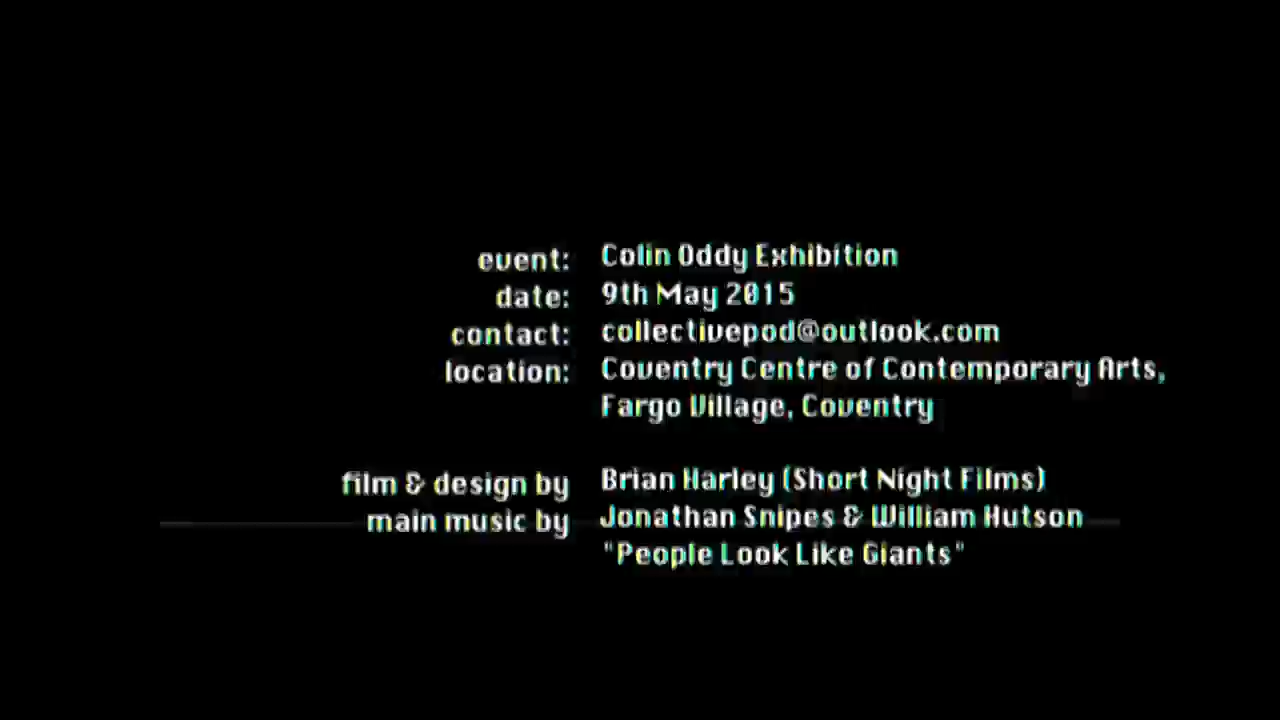 event: Colin Oddy Exhibition
date: 9th May 2015
contact: collectivepod@outlook.com
location: Coventry Centre of Contemporary Arts,
Fargo Village, Coventry
film & design by Brian Harley (Short Night Films)
main music by Jonathan Snipes & William Hutson
"People Look Like Giants"